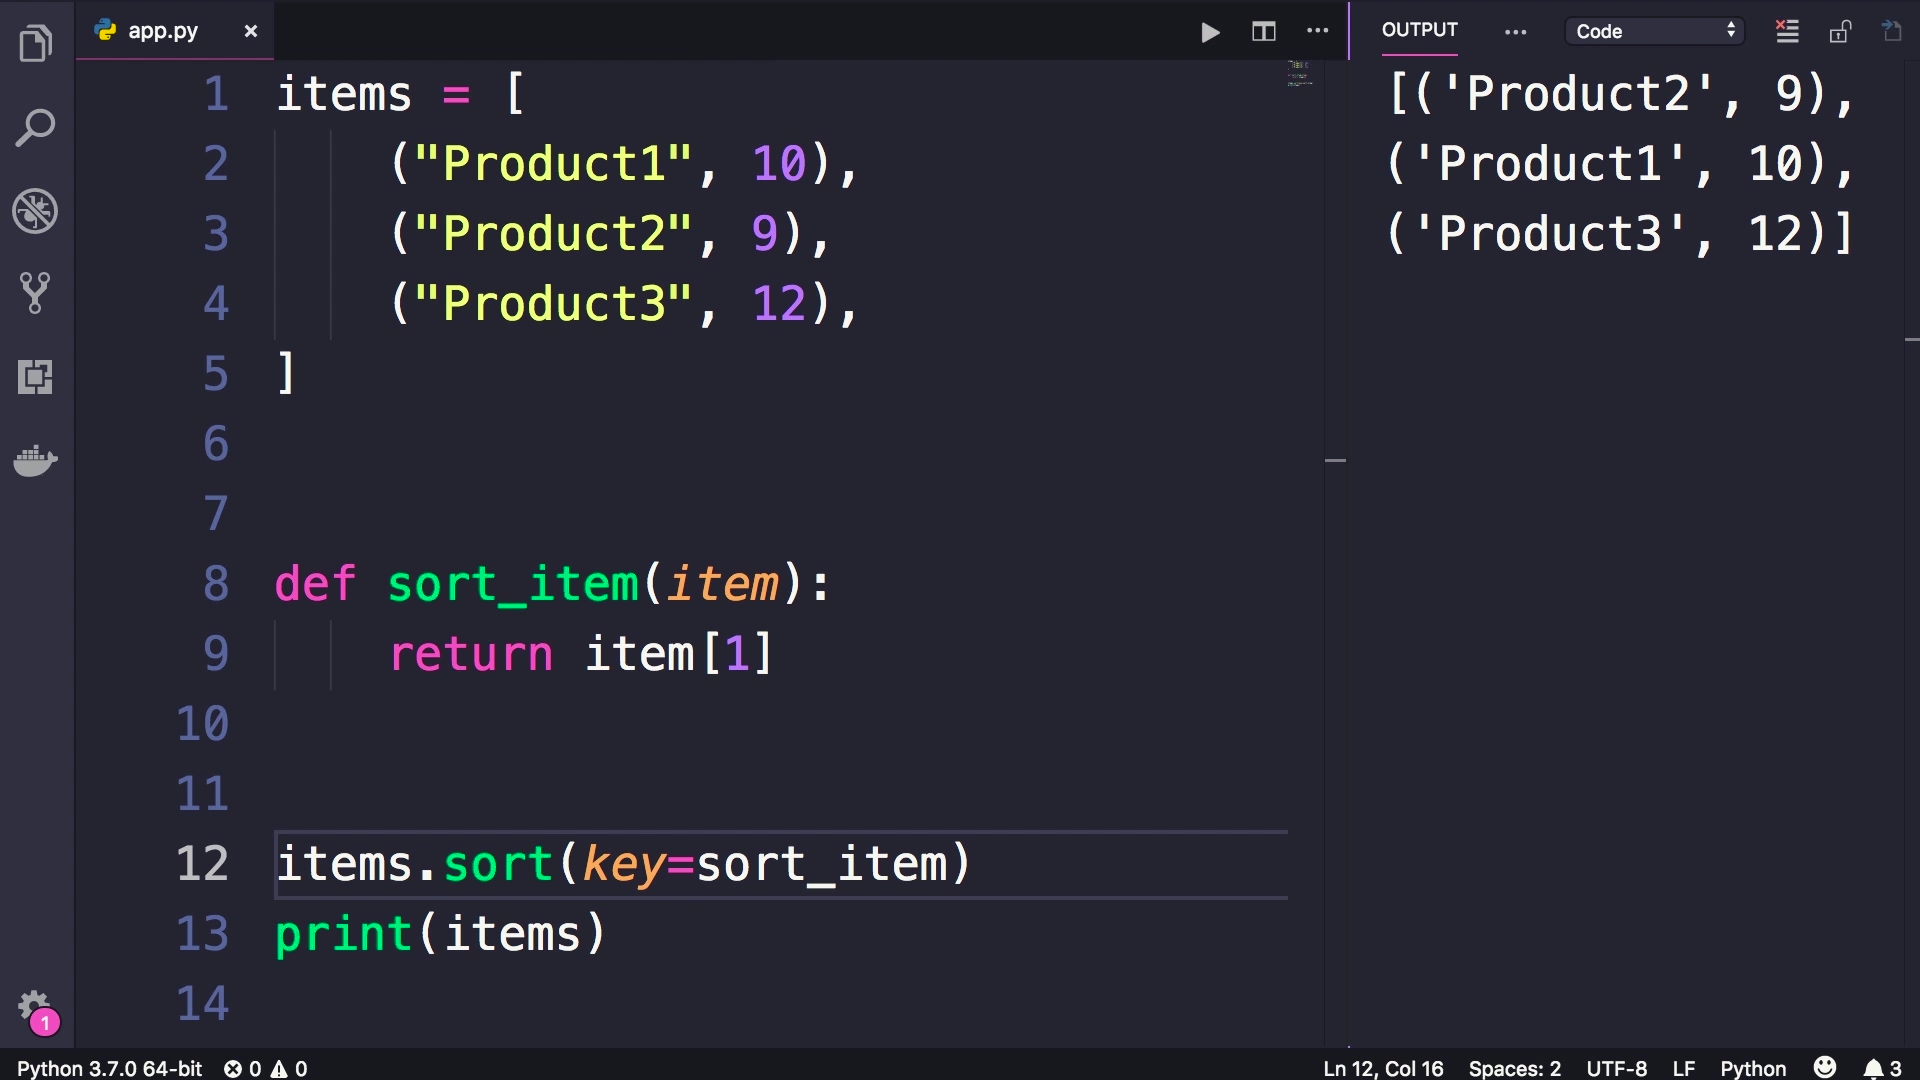 app.py ×
1 items = [
2 ("Product1", 10),
3 ("Product2", 9),
4 ("Product3", 12),
5 ]
6
7
8 def sort_item(item):
9 return item[1]
10
11
12 items.sort(key=sort_item)
13 print(items)
14
OUTPUT ... Code
[('Product2', 9),
('Product1', 10),
('Product3', 12)]
1
Python 3.7.0 64-bit 0 0 Ln 12, Col 16 Spaces: 2 UTF-8 LF Python 3